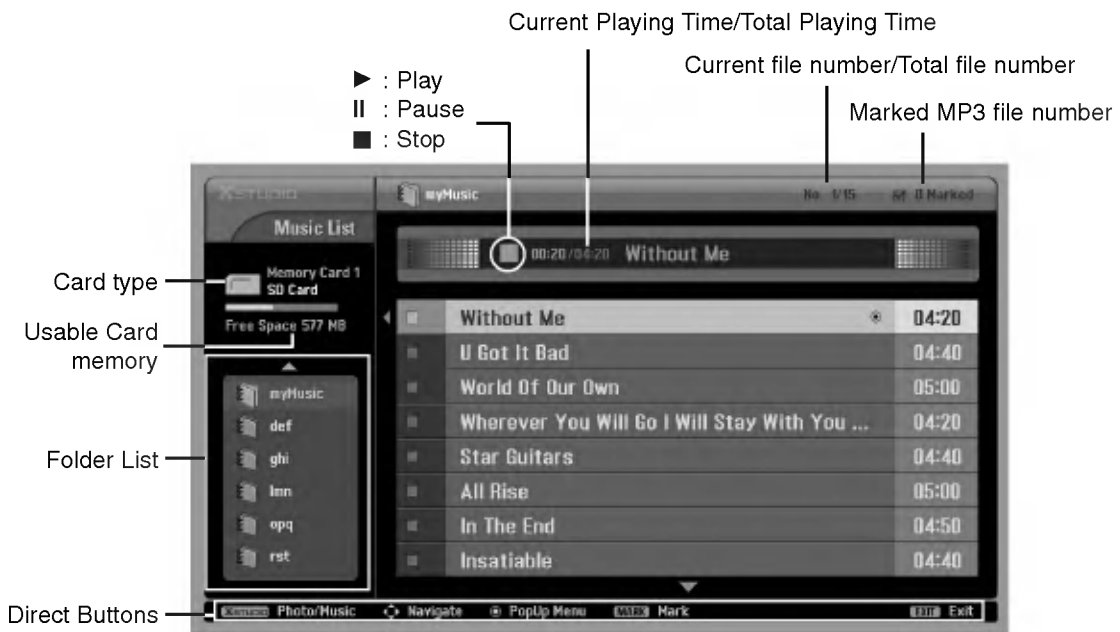 Current Playing Time/Total Playing Time
Current file number/Total file number
► : Play
II : Pause
■ : Stop
Marked MP3 file number
XSTUDIO
myMusic
No. 1/15
0 Marked
Music List
00:20/04:20 Without Me
Card type
Memory Card 1
SD Card
Free Space 577 MB
Usable Card
memory
Without Me 04:20
U Got It Bad 04:40
World Of Our Own 05:00
Wherever You Will Go I Will Stay With You ... 04:20
Star Guitars 04:40
All Rise 05:00
In The End 04:50
Insatiable 04:40
Folder List
myMusic
def
ghi
lmn
opq
rst
Direct Buttons
XSTUDIO Photo/Music Navigate PopUp Menu MARK Mark EXIT Exit